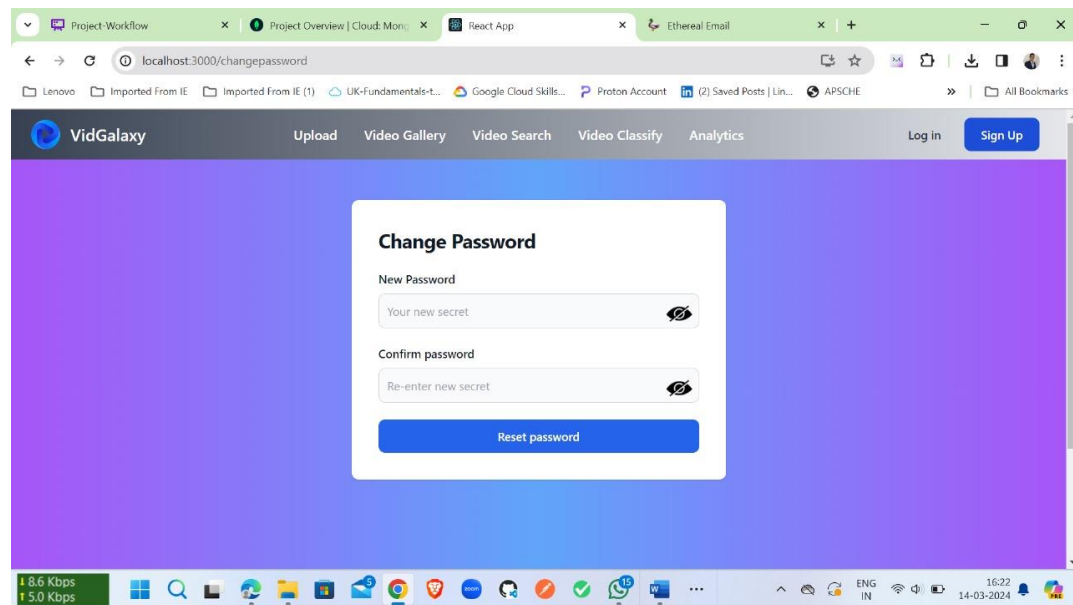 Project-Workflow
Project Overview | Cloud: Mong
React App
Ethereal Email
localhost:3000/changepassword
Lenovo
Imported From IE
Imported From IE (1)
UK-Fundamentals-t...
Google Cloud Skills...
Proton Account
(2) Saved Posts | Lin...
APSCHE
»
All Bookmarks
VidGalaxy
Upload
Video Gallery
Video Search
Video Classify
Analytics
Log in
Sign Up
Change Password
New Password
Your new secret
Confirm password
Re-enter new secret
Reset password
8.6 Kbps
5.0 Kbps
zoom
W
ENG
IN
16:22
14-03-2024
PRE